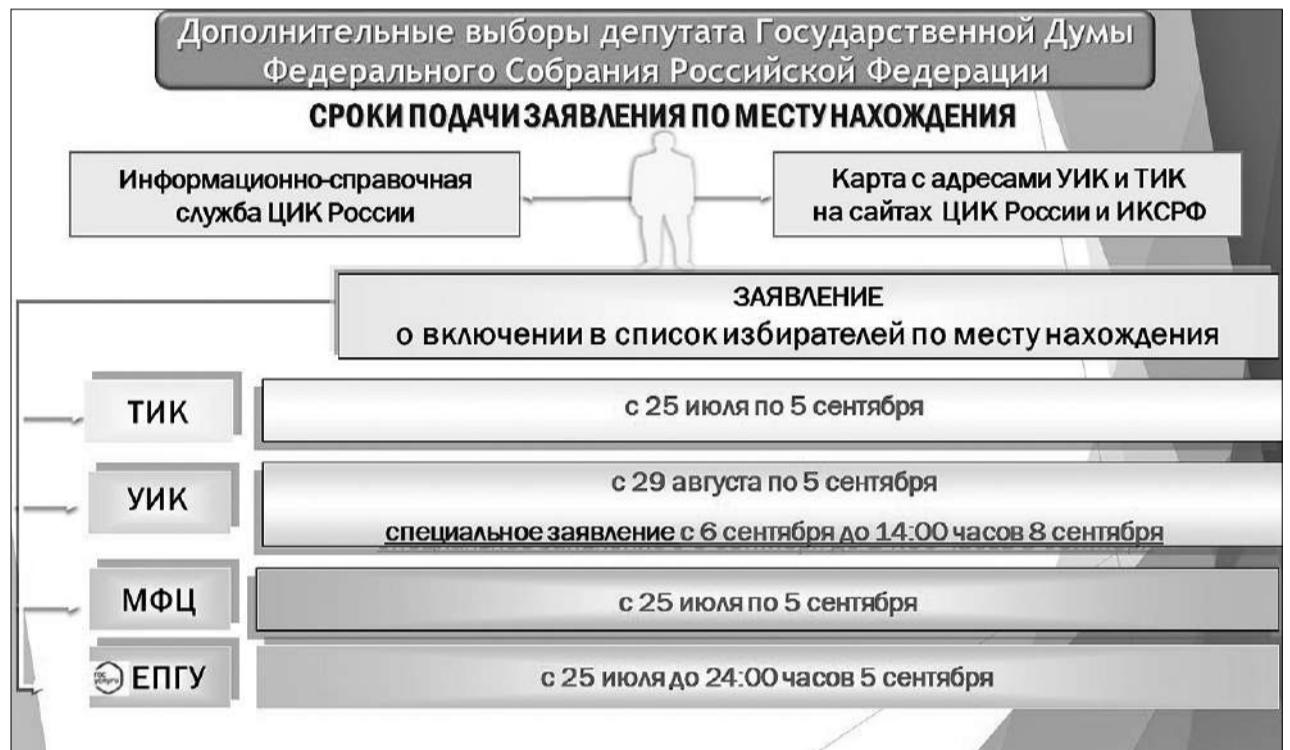 Дополнительные выборы депутата Государственной Думы
Федерального Собрания Российской Федерации
СРОКИ ПОДАЧИ ЗАЯВЛЕНИЯ ПО МЕСТУ НАХОЖДЕНИЯ
Информационно-справочная
служба ЦИК России
Карта с адресами УИК и ТИК
на сайтах ЦИК России и ИКСРФ
ЗАЯВЛЕНИЕ
о включении в список избирателей по месту нахождения
ТИК
с 25 июля по 5 сентября
УИК
с 29 августа по 5 сентября
специальное заявление с 6 сентября до 14:00 часов 8 сентября
МФЦ
с 25 июля по 5 сентября
гос
услуги
ЕПГУ
с 25 июля до 24:00 часов 5 сентября